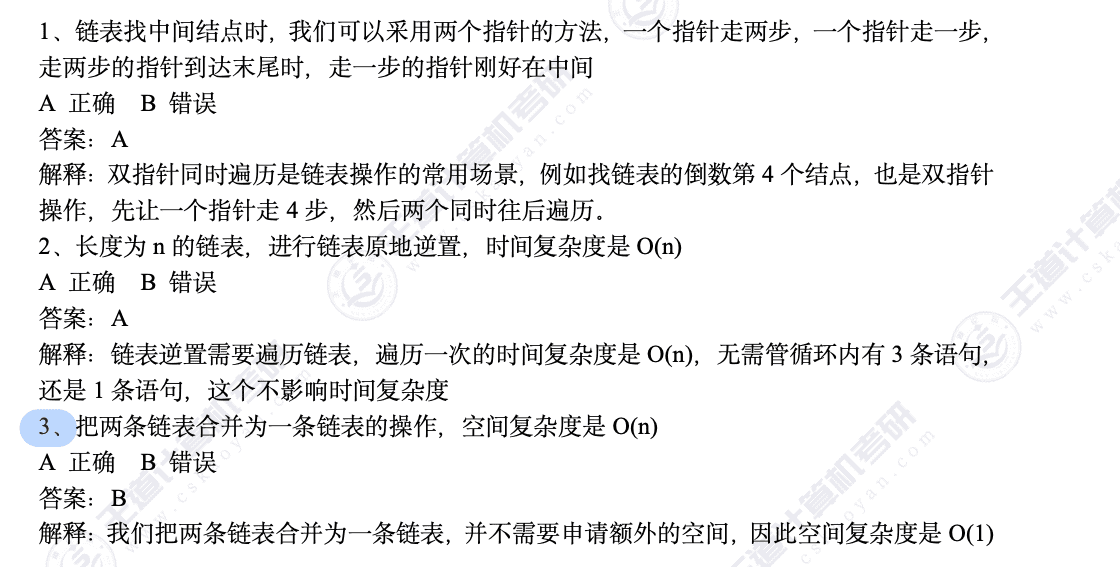 1、链表找中间结点时，我们可以采用两个指针的方法，一个指针走两步，一个指针走一步，
走两步的指针到达末尾时，走一步的指针刚好在中间
A 正确 B 错误
答案：A
解释：双指针同时遍历是链表操作的常用场景，例如找链表的倒数第 4 个结点，也是双指针
操作，先让一个指针走 4 步，然后两个同时往后遍历。
2、长度为 n 的链表，进行链表原地逆置，时间复杂度是 O(n)
A 正确 B 错误
答案：A
解释：链表逆置需要遍历链表，遍历一次的时间复杂度是 O(n)，无需管循环内有 3 条语句，
还是 1 条语句，这个不影响时间复杂度
3、把两条链表合并为一条链表的操作，空间复杂度是 O(n)
A 正确 B 错误
答案：B
解释：我们把两条链表合并为一条链表，并不需要申请额外的空间，因此空间复杂度是 O(1)